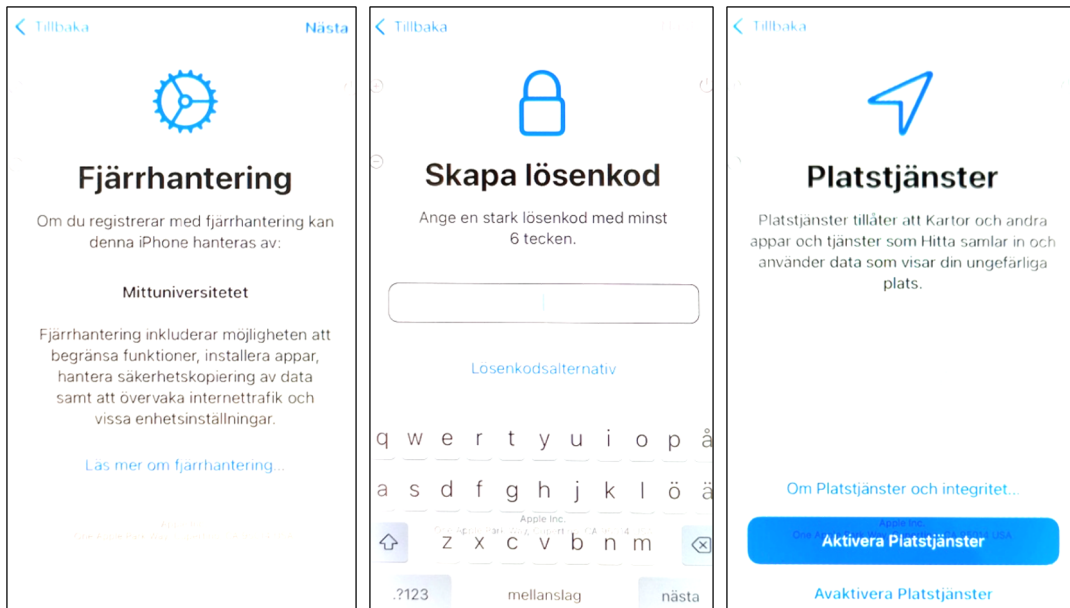 Tillbaka
Nästa
Fjärrhantering
Om du registrerar med fjärrhantering kan
denna iPhone hanteras av:
Mittuniversitetet
Fjärrhantering inkluderar möjligheten att
begränsa funktioner, installera appar,
hantera säkerhetskopiering av data
samt att övervaka internettrafik och
vissa enhetsinställningar.
Läs mer om fjärrhantering...
Tillbaka
Skapa lösenkod
Ange en stark lösenkod med minst
6 tecken.
Lösenkodsalternativ
q w e r t y u i o p å
a s d f g h j k l ö ä
Apple Inc.
z x c v b n m
.?123 mellanslag nästa
Tillbaka
Platstjänster
Platstjänster tillåter att Kartor och andra
appar och tjänster som Hitta samlar in och
använder data som visar din ungefärliga
plats.
Om Platstjänster och integritet...
Apple Inc.
Aktivera Platstjänster
Avaktivera Platstjänster